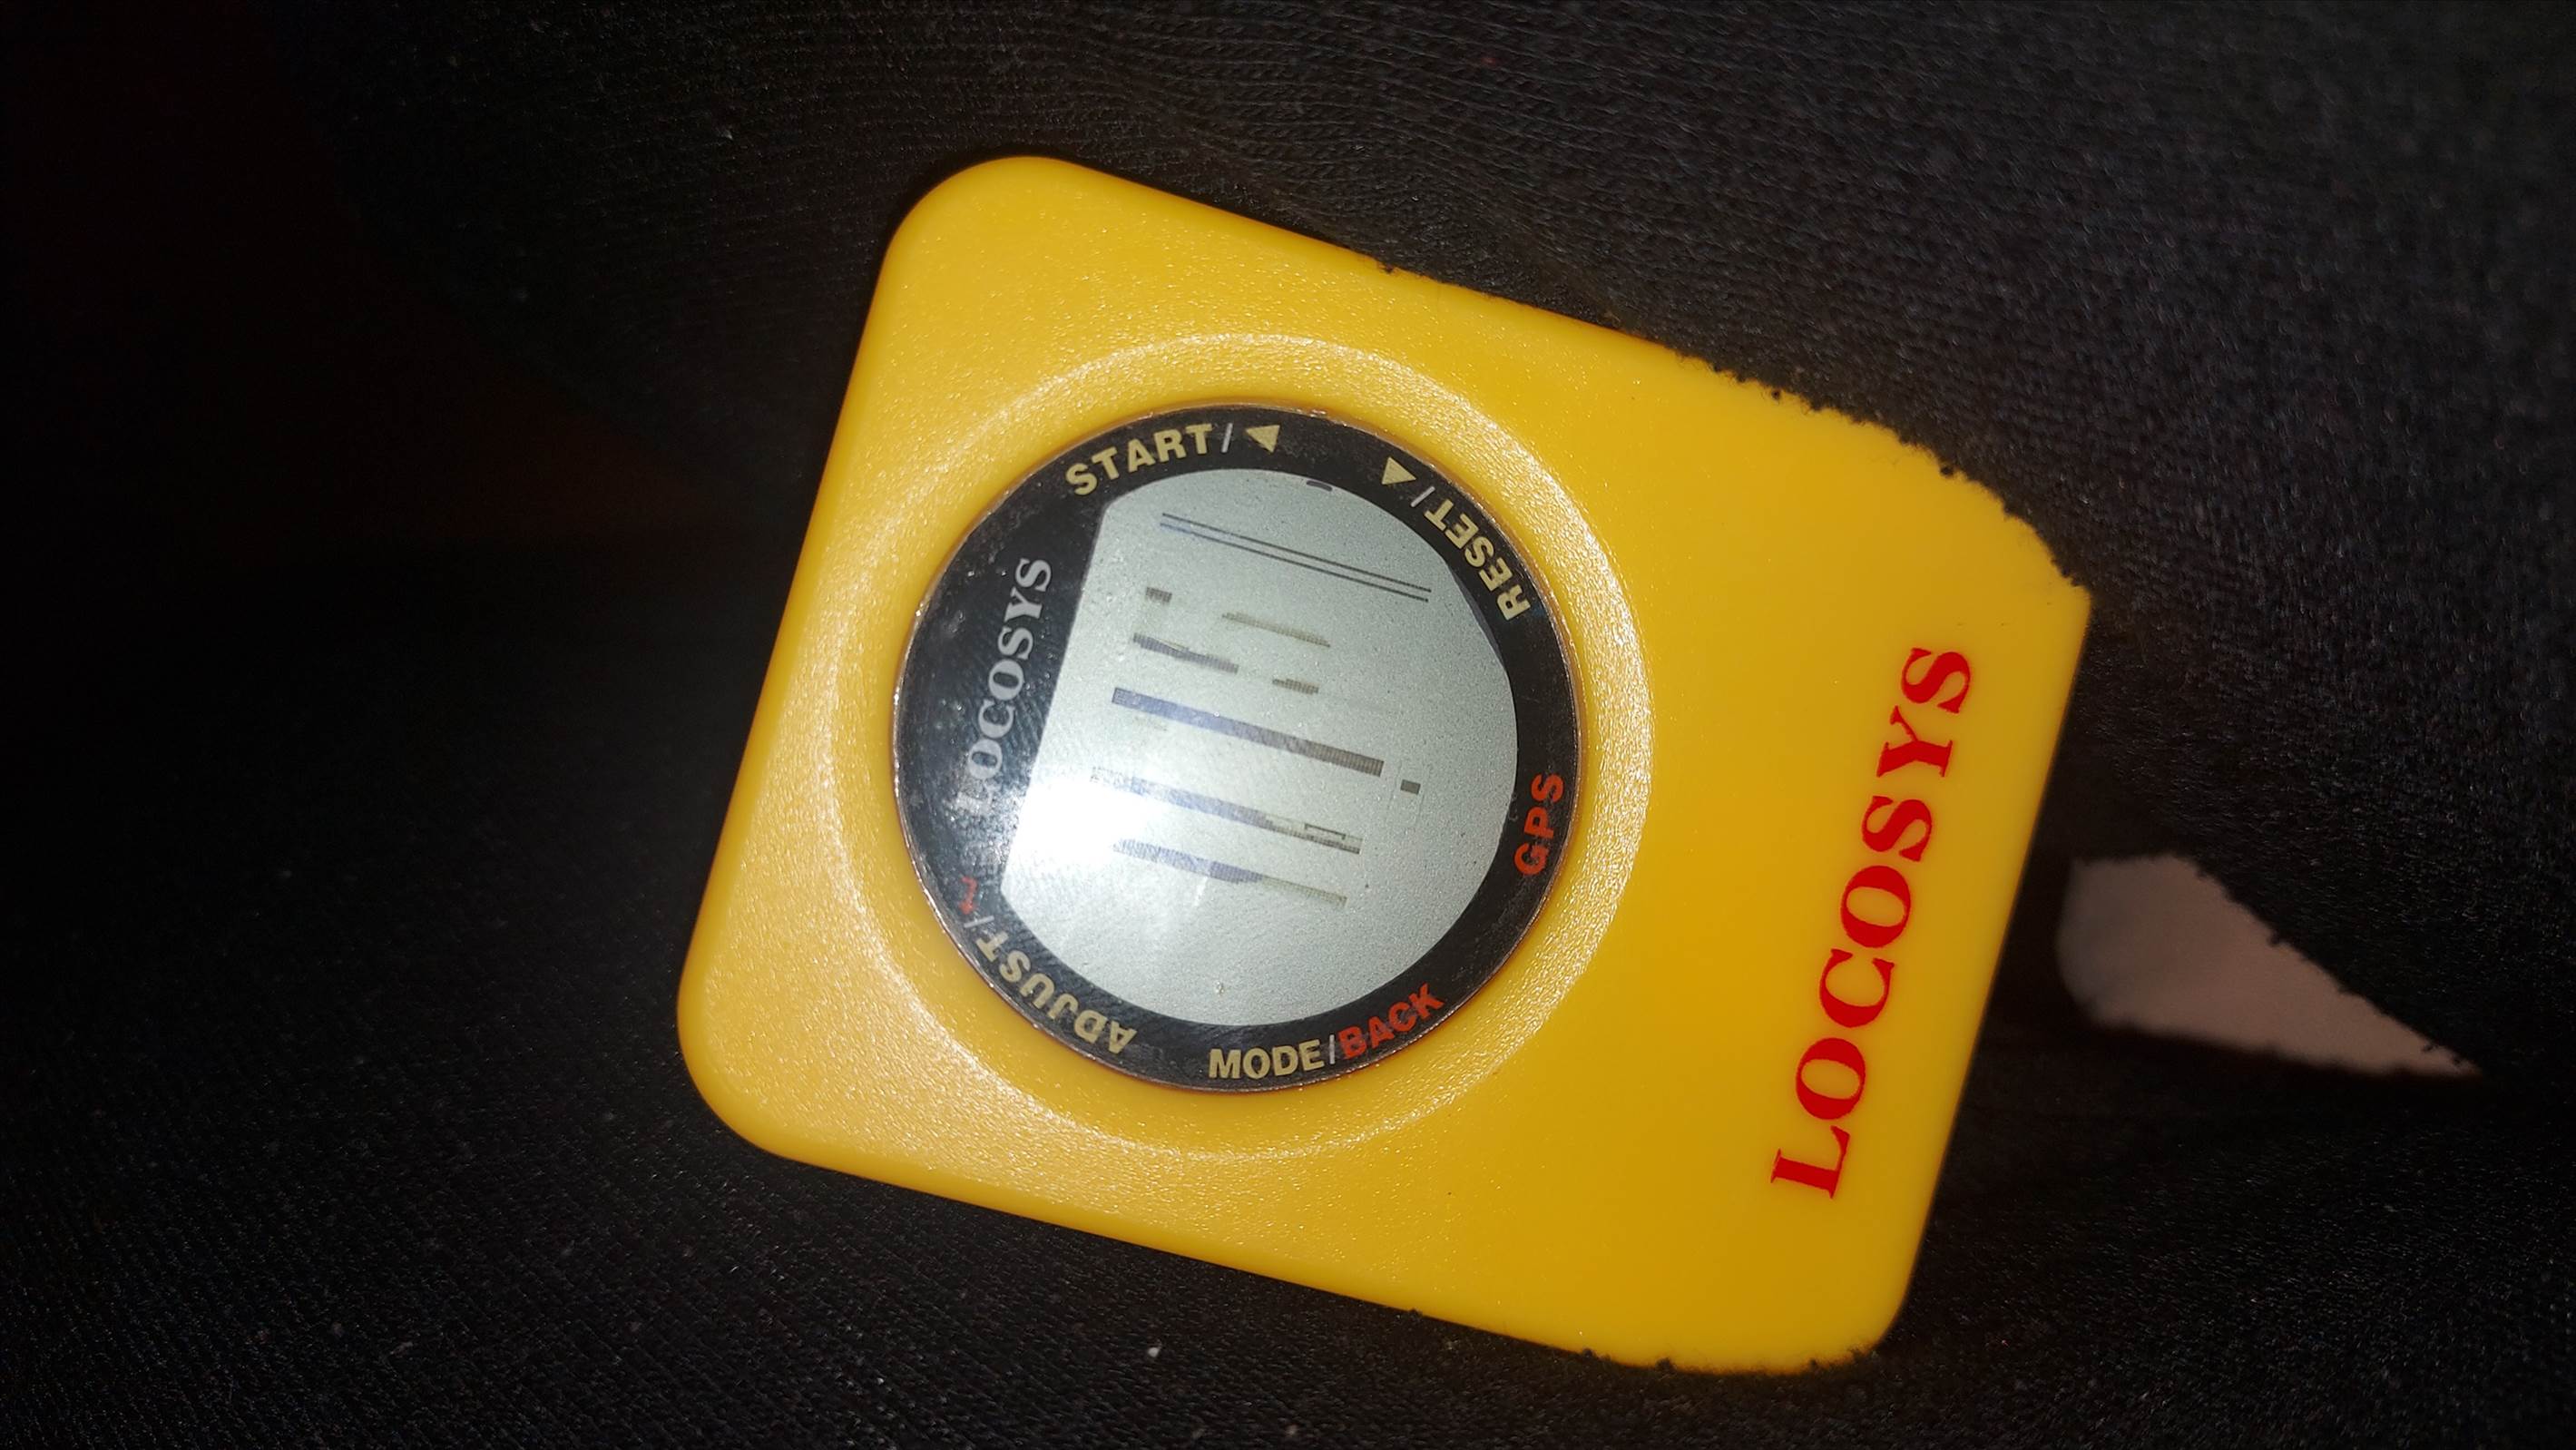 START/◄
RESET/►
LOCOSYS
ADJUST/↵
MODE/BACK
GPS
LOCOSYS